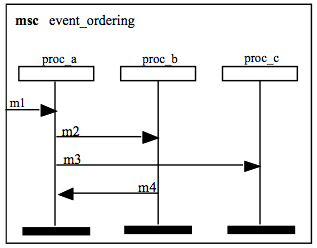 msc event_ordering
proc_a proc_b proc_c
m1
m2
m3
m4